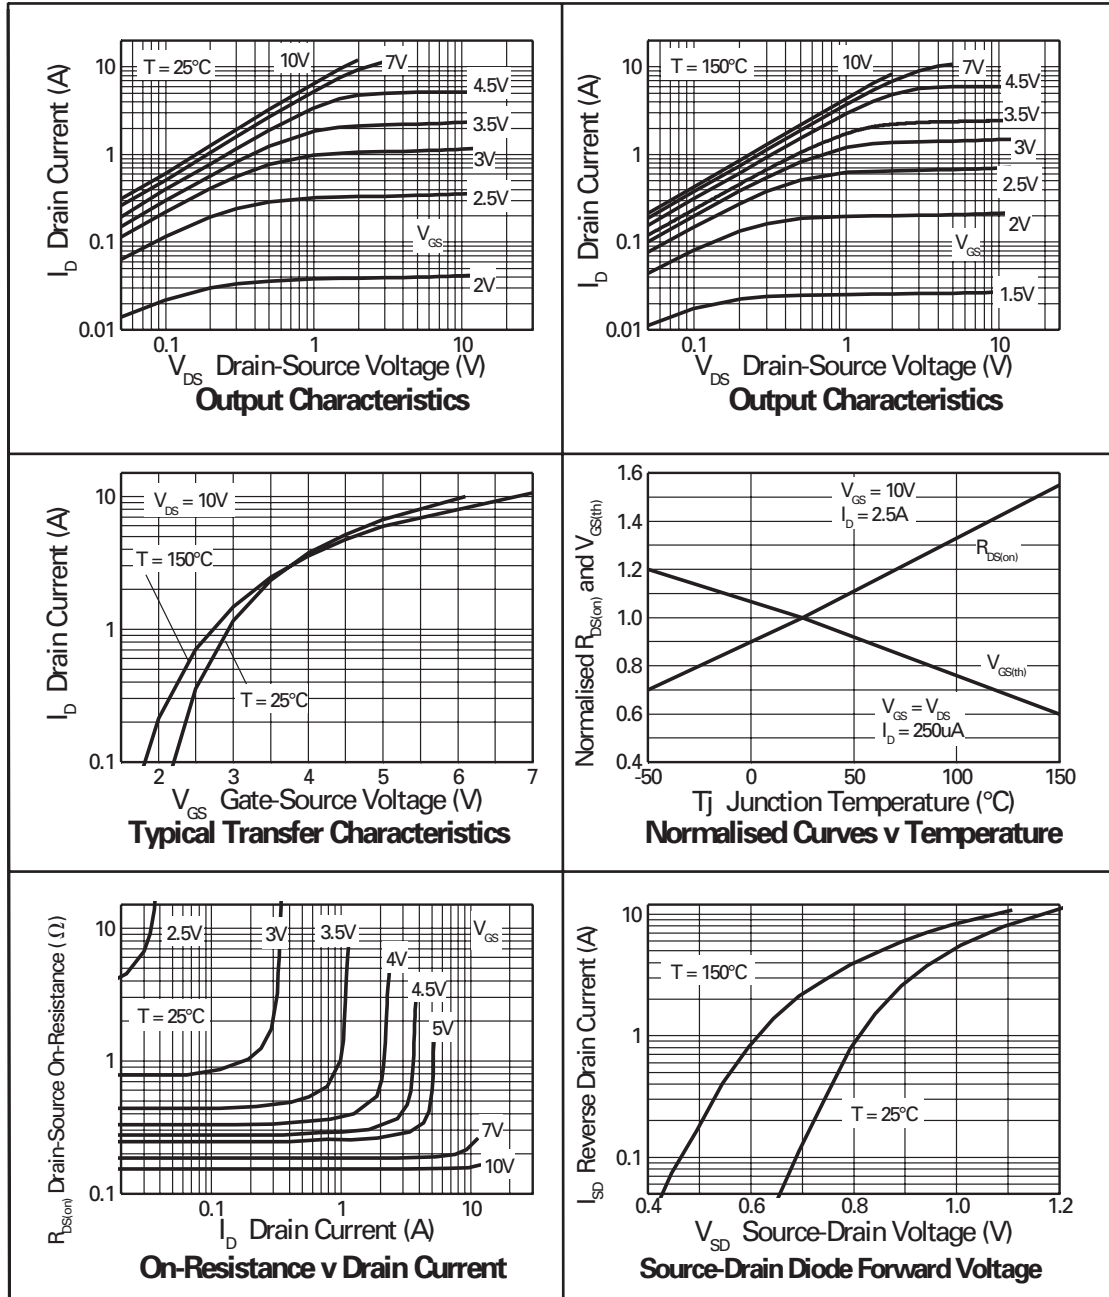 T = 25°C
10V
7V
4.5V
3.5V
3V
2.5V
V_GS
2V
10
1
0.1
0.01
I_D Drain Current (A)
0.1
1
10
V_DS Drain-Source Voltage (V)
Output Characteristics
T = 150°C
10V
7V
4.5V
3.5V
3V
2.5V
2V
V_GS
1.5V
10
1
0.1
0.01
I_D Drain Current (A)
0.1
1
10
V_DS Drain-Source Voltage (V)
Output Characteristics
V_DS = 10V
T = 150°C
T = 25°C
10
1
0.1
I_D Drain Current (A)
2
3
4
5
6
7
V_GS Gate-Source Voltage (V)
Typical Transfer Characteristics
1.6
1.4
1.2
1.0
0.8
0.6
0.4
Normalised R_DS(on) and V_GS(th)
V_GS = 10V
I_D = 2.5A
R_DS(on)
V_GS(th)
V_GS = V_DS
I_D = 250uA
-50
0
50
100
150
Tj Junction Temperature (°C)
Normalised Curves v Temperature
2.5V
3V
3.5V
V_GS
4V
4.5V
5V
T = 25°C
7V
10V
10
1
0.1
R_DS(on) Drain-Source On-Resistance (Ω)
0.1
1
10
I_D Drain Current (A)
On-Resistance v Drain Current
T = 150°C
T = 25°C
10
1
0.1
I_SD Reverse Drain Current (A)
0.4
0.6
0.8
1.0
1.2
V_SD Source-Drain Voltage (V)
Source-Drain Diode Forward Voltage